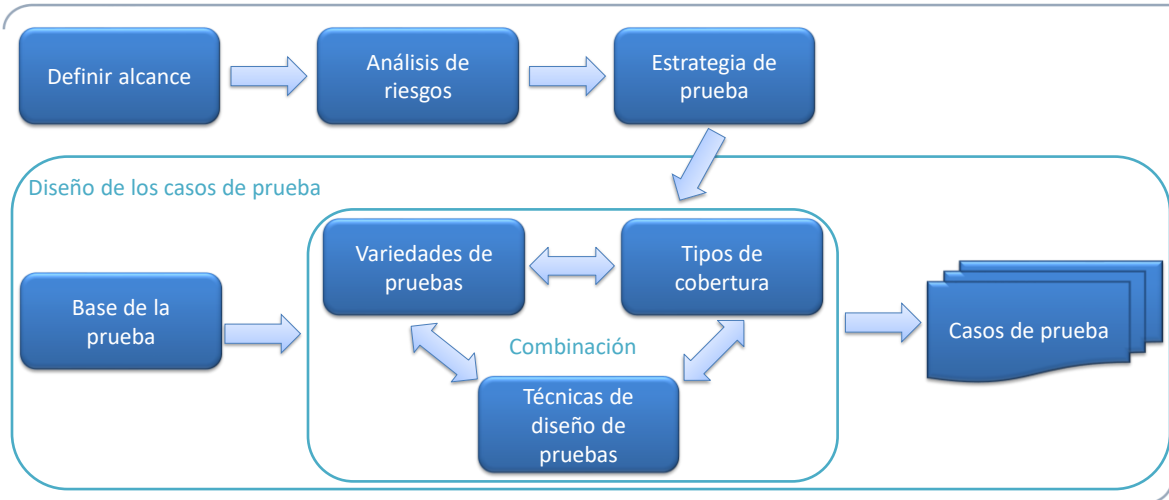 Definir alcance
Análisis de
riesgos
Estrategia de
prueba
Diseño de los casos de prueba
Base de la
prueba
Variedades de
pruebas
Tipos de
cobertura
Combinación
Técnicas de
diseño de
pruebas
Casos de prueba